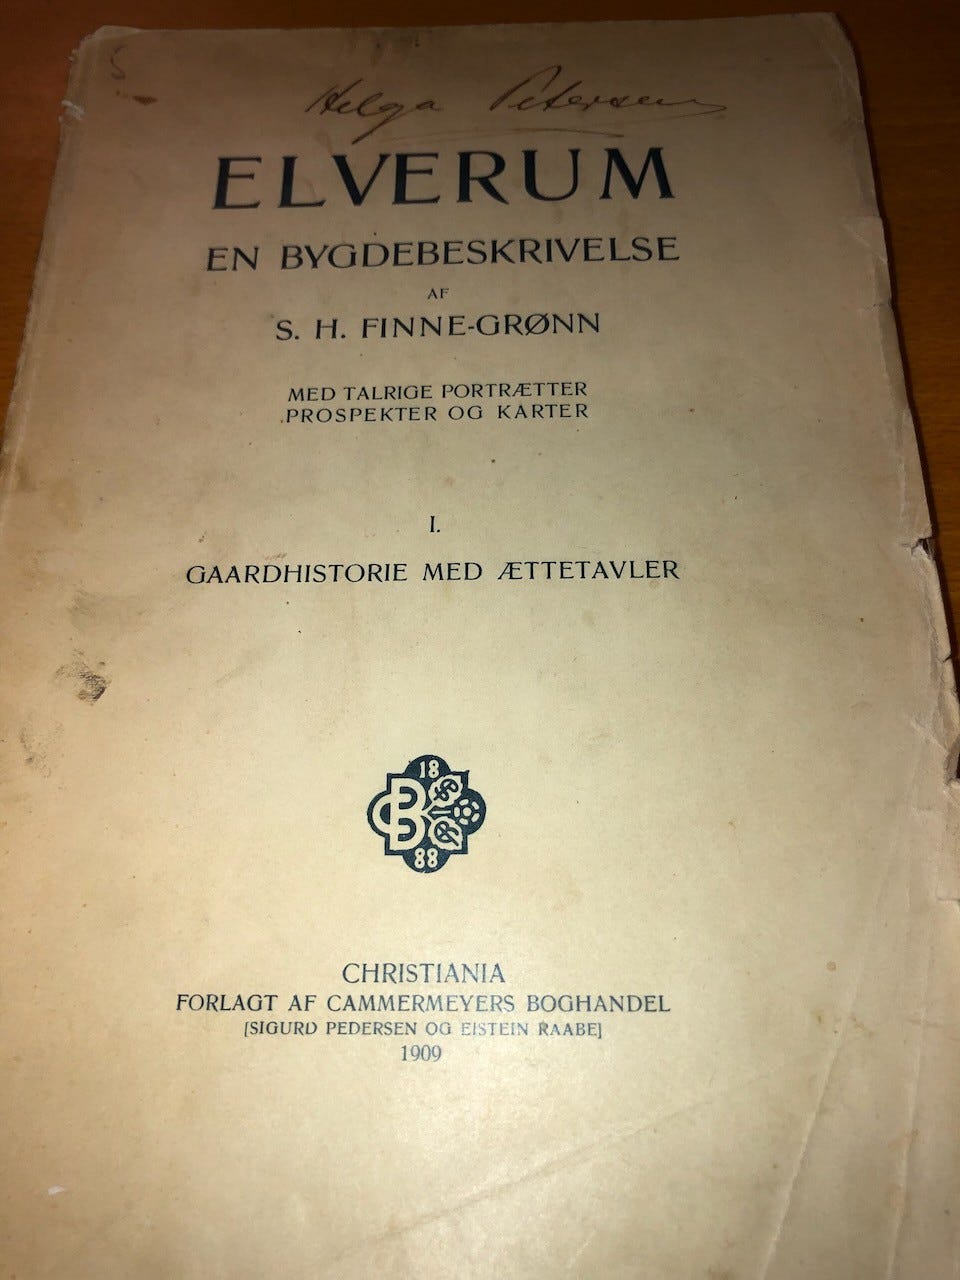 Helga Petersen
ELVERUM
EN BYGDEBESKRIVELSE
AF
S. H. FINNE-GRØNN
MED TALRIGE PORTRÆTTER
PROSPEKTER OG KARTER
I.
GAARDHISTORIE MED ÆTTETAVLER
18
CB
88
CHRISTIANIA
FORLAGT AF CAMMERMEYERS BOGHANDEL
[SIGURD PEDERSEN OG EISTEIN RAABE]
1909